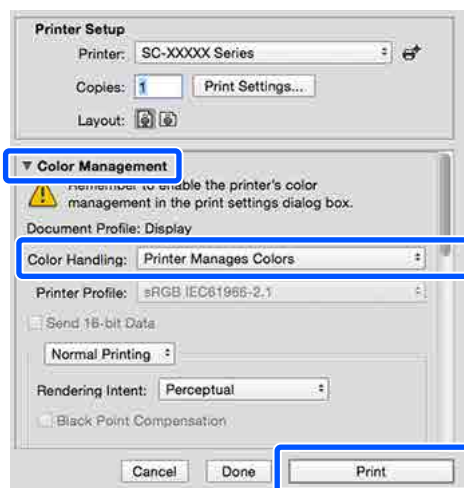 Printer Setup
Printer: SC-XXXXX Series
Copies: 1 Print Settings...
Layout:
▼ Color Management
Remember to enable the printer's color
management in the print settings dialog box.
Document Profile: Display
Color Handling: Printer Manages Colors
Printer Profile: sRGB IEC61966-2.1
Send 16-bit Data
Normal Printing
Rendering Intent: Perceptual
Black Point Compensation
Cancel Done Print